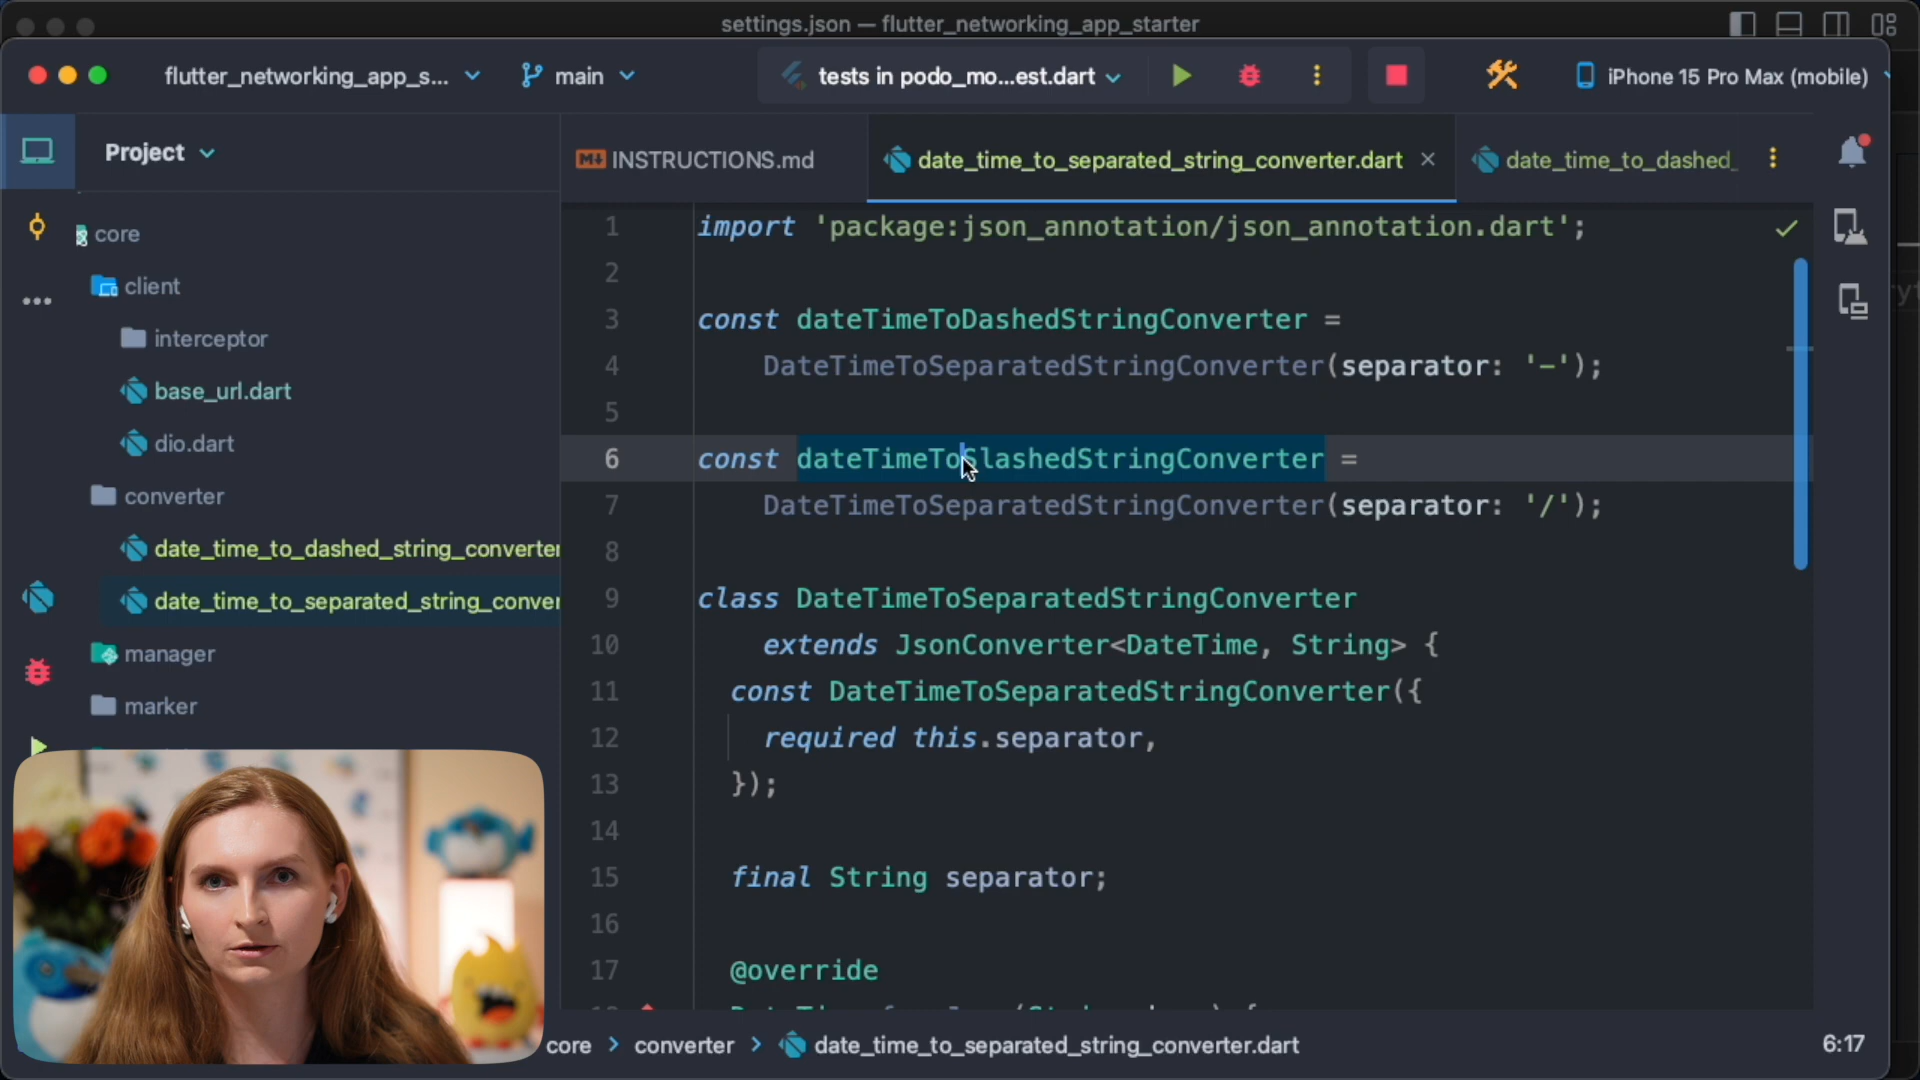 settings.json — flutter_networking_app_starter
flutter_networking_app_s...
main
tests in podo_mo...est.dart
iPhone 15 Pro Max (mobile)
Project
INSTRUCTIONS.md
date_time_to_separated_string_converter.dart
date_time_to_dashed_
core
client
interceptor
base_url.dart
dio.dart
converter
date_time_to_dashed_string_converter
date_time_to_separated_string_conver
manager
marker
1 import 'package:json_annotation/json_annotation.dart';
2
3 const dateTimeToDashedStringConverter =
4 DateTimeToSeparatedStringConverter(separator: '-');
5
6 const dateTimeToSlashedStringConverter =
7 DateTimeToSeparatedStringConverter(separator: '/');
8
9 class DateTimeToSeparatedStringConverter
10 extends JsonConverter<DateTime, String> {
11 const DateTimeToSeparatedStringConverter({
12 required this.separator,
13 });
14
15 final String separator;
16
17 @override
core > converter > date_time_to_separated_string_converter.dart
6:17